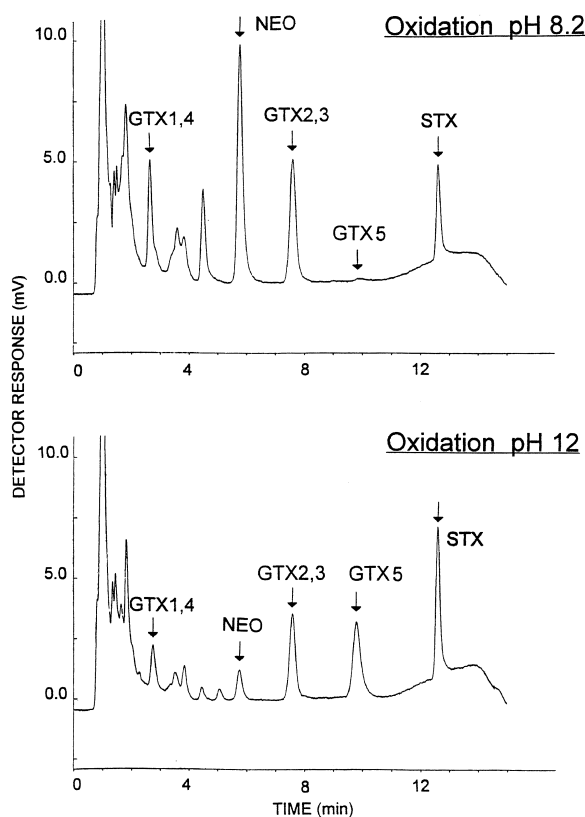 Oxidation pH 8.2
10.0
NEO
GTX1,4
GTX2,3
STX
5.0
GTX5
0.0
0 4 8 12
DETECTOR RESPONSE (mV)
Oxidation pH 12
10.0
STX
5.0
GTX2,3 GTX5
GTX1,4
NEO
0.0
0 4 8 12
TIME (min)